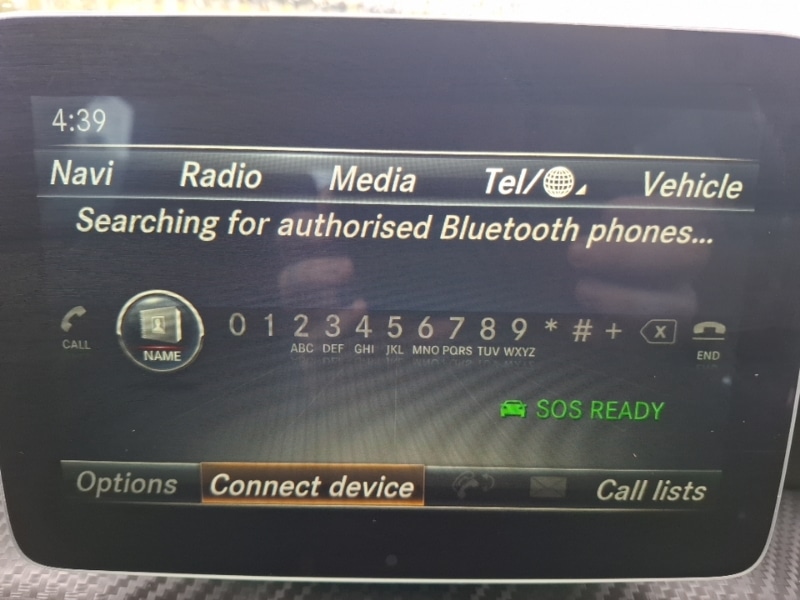 4:39
Navi Radio Media Tel/ Vehicle
Searching for authorised Bluetooth phones...
CALL NAME 0 1 2 3 4 5 6 7 8 9 * # + X END
ABC DEF GHI JKL MNO PQRS TUV WXYZ
SOS READY
Options Connect device Call lists